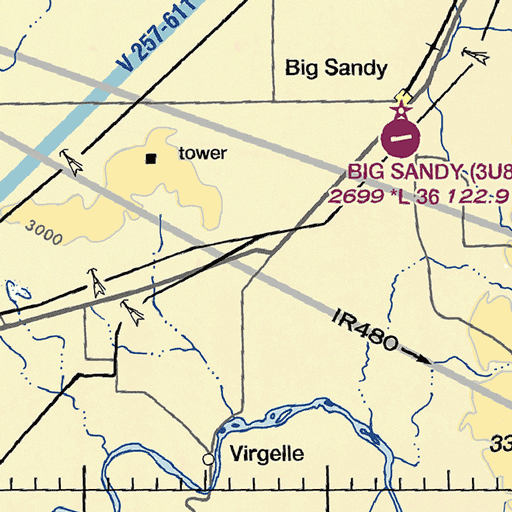 V 257-611
Big Sandy
tower
BIG SANDY (3U8
2699 *L 36 122.9
3000
IR480
Virgelle
33